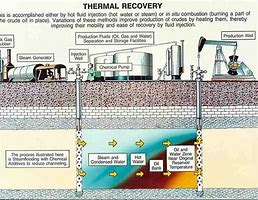 THERMAL RECOVERY
is accomplished either by hot fluid injection (hot water or steam) or in situ combustion (burning a part of
the crude oil in place). Variations of these methods improve production of crudes by heating them, thereby
improving their mobility and ease of recovery by fluid injection.
Stack Gas
Scrubber
Steam Generator
Injection
Well
Production Fluids (Oil, Gas and Water)
Separation and Storage Facilities
Chemical Pump
Production Well
The process illustrated here
is Steamflooding with Chemical
Additives to reduce channeling.
Steam and
Condensed Water
Hot
Water
Oil
Bank
Oil and
Water Zone
Near Original
Reservoir
Temperature